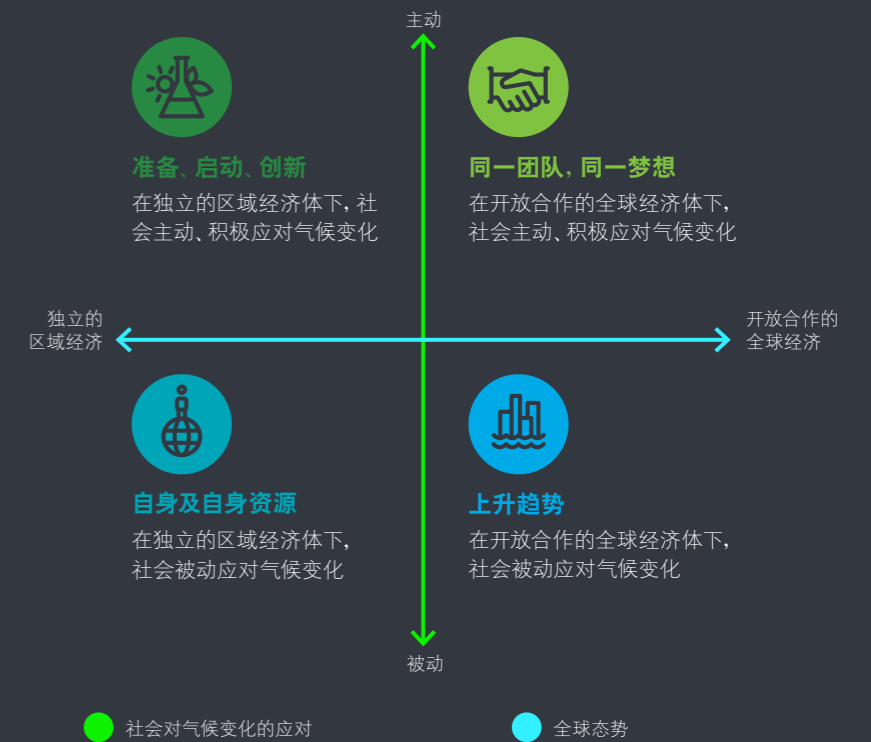 主动
准备、启动、创新
在独立的区域经济体下，社
会主动、积极应对气候变化
同一团队，同一梦想
在开放合作的全球经济体下，
社会主动、积极应对气候变化
独立的
区域经济
开放合作的
全球经济
自身及自身资源
在独立的区域经济体下，
社会被动应对气候变化
上升趋势
在开放合作的全球经济体下，
社会被动应对气候变化
被动
社会对气候变化的应对
全球态势